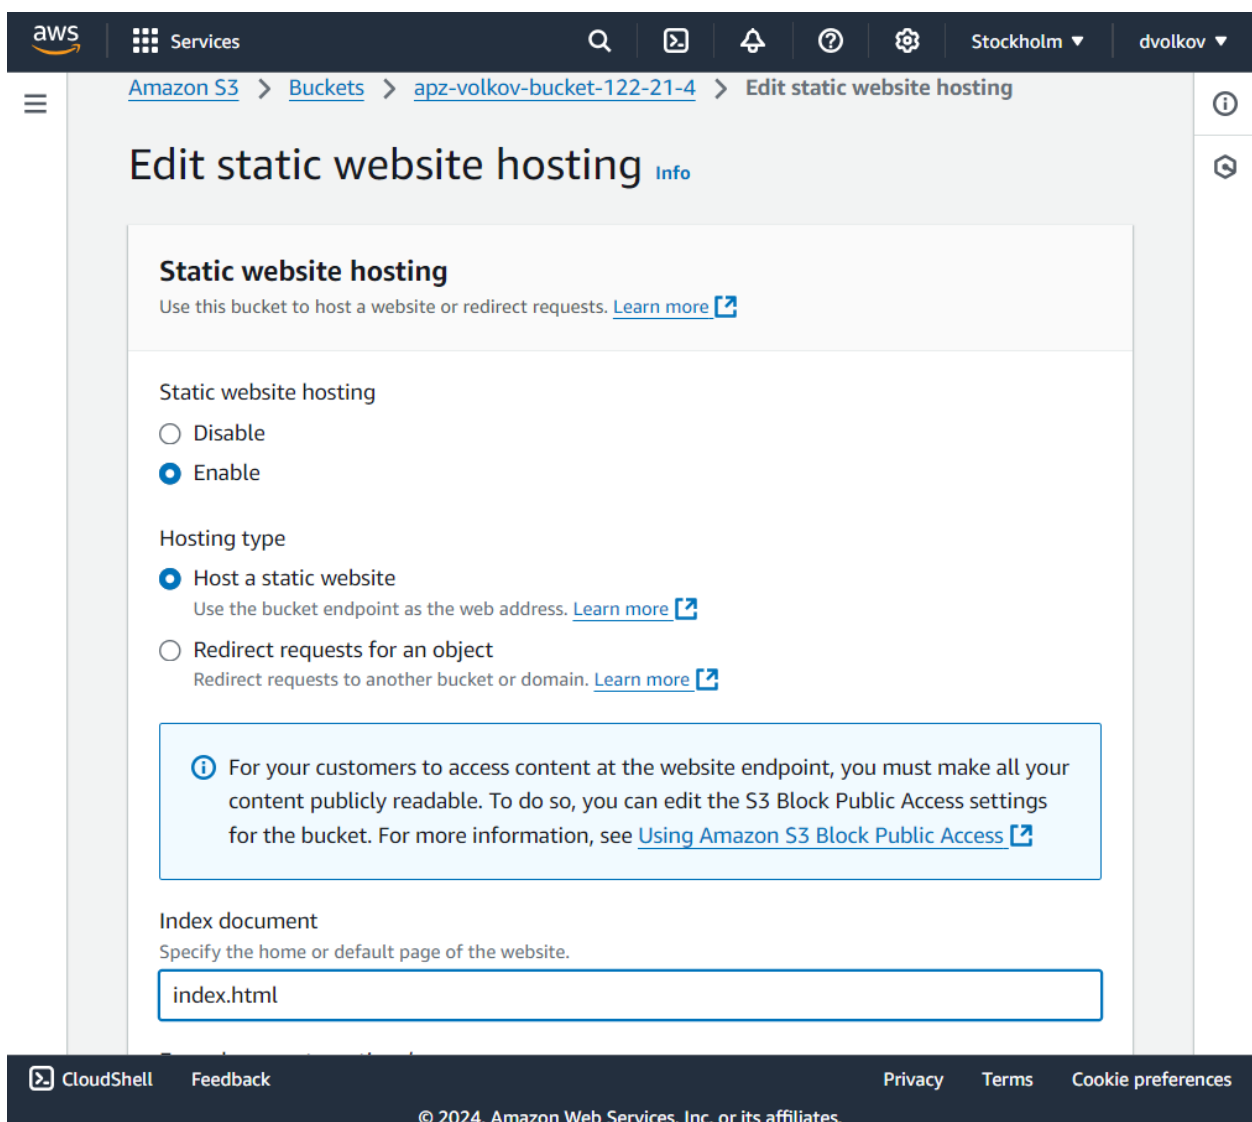 aws Services Stockholm dvolkov
Amazon S3 > Buckets > apz-volkov-bucket-122-21-4 > Edit static website hosting
Edit static website hosting Info
Static website hosting
Use this bucket to host a website or redirect requests. Learn more
Static website hosting
Disable
Enable
Hosting type
Host a static website
Use the bucket endpoint as the web address. Learn more
Redirect requests for an object
Redirect requests to another bucket or domain. Learn more
For your customers to access content at the website endpoint, you must make all your
content publicly readable. To do so, you can edit the S3 Block Public Access settings
for the bucket. For more information, see Using Amazon S3 Block Public Access
Index document
Specify the home or default page of the website.
index.html
CloudShell Feedback Privacy Terms Cookie preferences
© 2024, Amazon Web Services, Inc. or its affiliates.